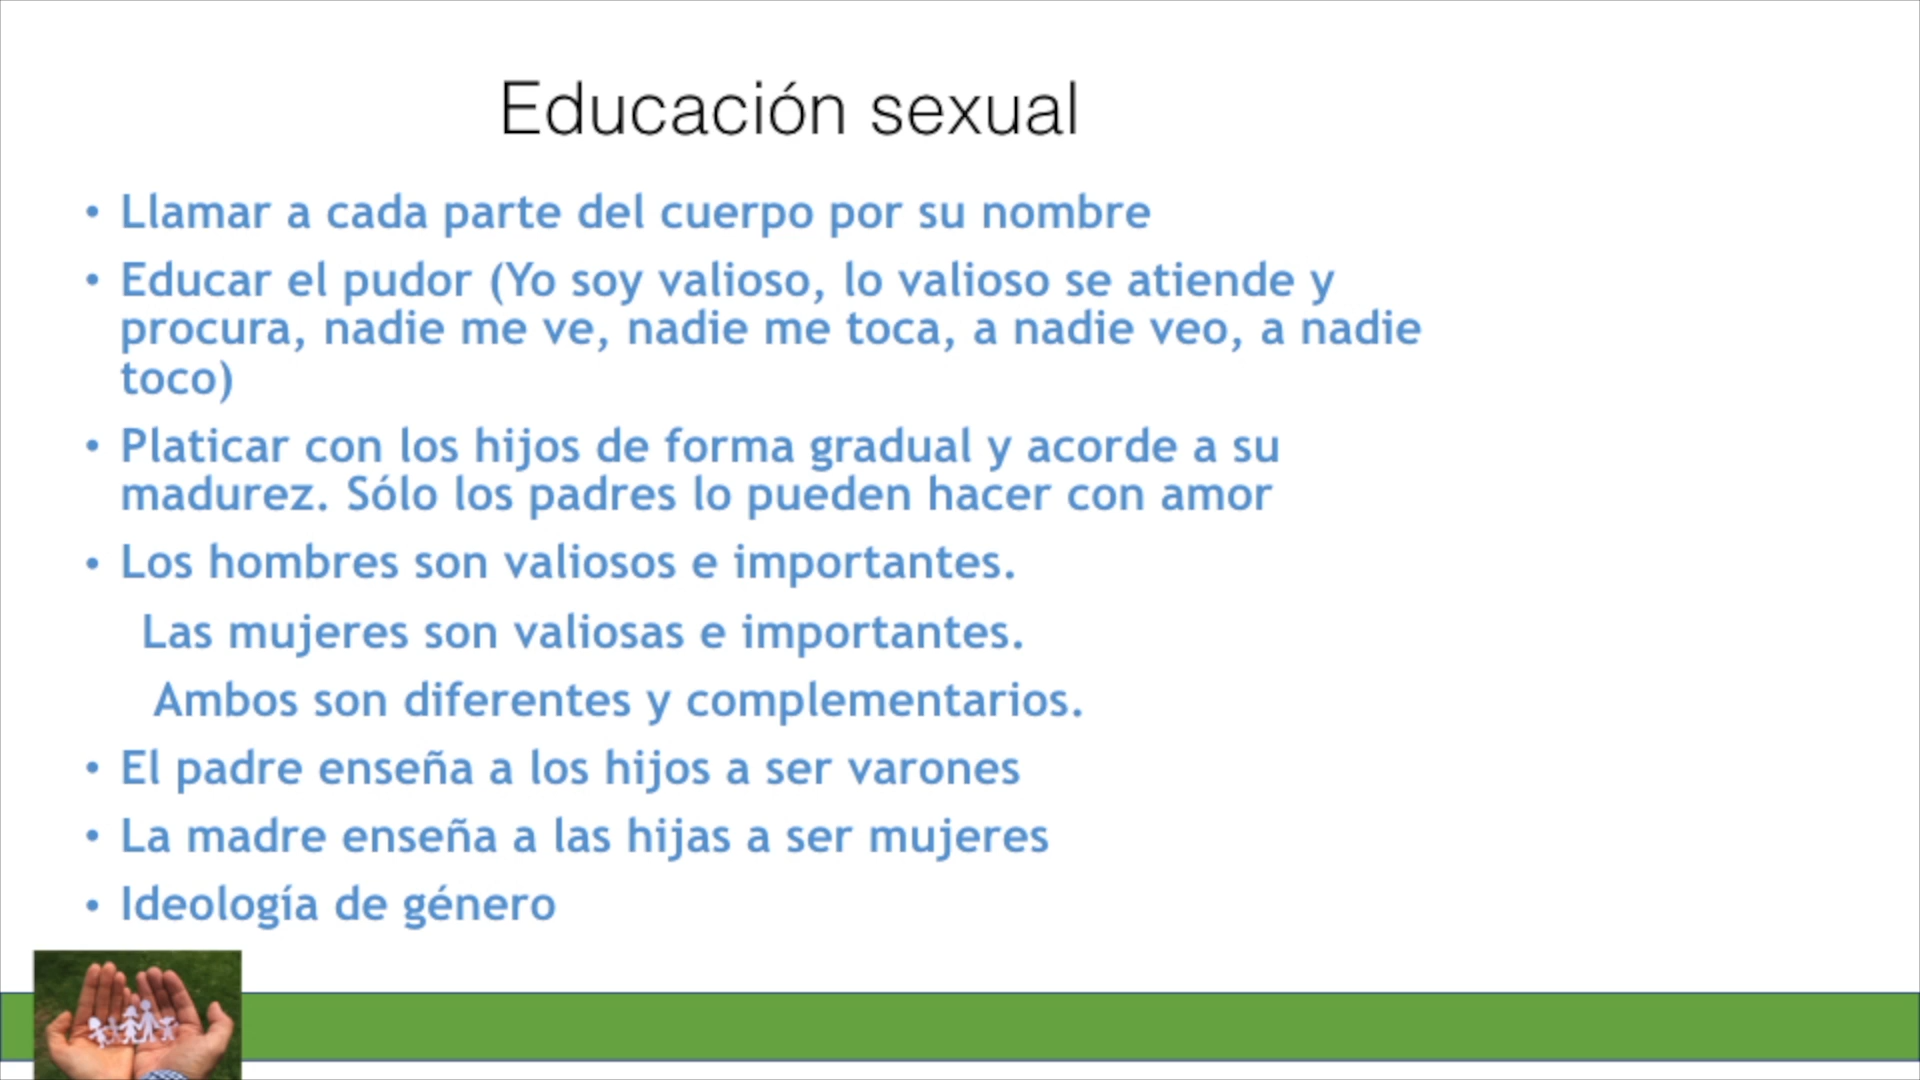 Educación sexual
• Llamar a cada parte del cuerpo por su nombre
• Educar el pudor (Yo soy valioso, lo valioso se atiende y
procura, nadie me ve, nadie me toca, a nadie veo, a nadie
toco)
• Platicar con los hijos de forma gradual y acorde a su
madurez. Sólo los padres lo pueden hacer con amor
• Los hombres son valiosos e importantes.
Las mujeres son valiosas e importantes.
Ambos son diferentes y complementarios.
• El padre enseña a los hijos a ser varones
• La madre enseña a las hijas a ser mujeres
• Ideología de género